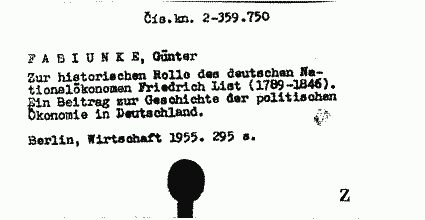 Čís.kn. 2-359.750
F A B I U N K E, Günter
Zur historischen Rolle des deutschen Na-
tionalökonomen Friedrich List (1789-1846).
Ein Beitrag zur Geschichte der politischen
Ökonomie in Deutschland.
Berlin, Wirtschaft 1955. 295 s.
Z